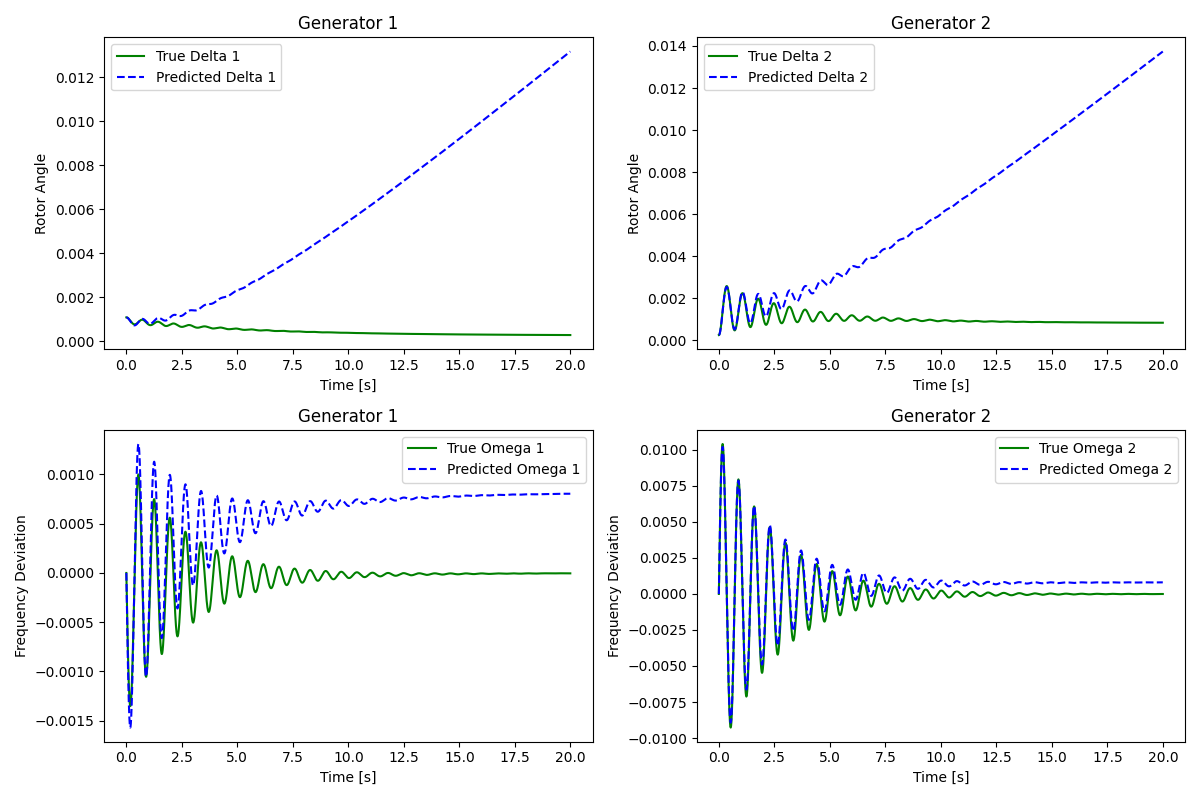 Generator 1
True Delta 1
Predicted Delta 1
Rotor Angle
0.012
0.010
0.008
0.006
0.004
0.002
0.000
0.0 2.5 5.0 7.5 10.0 12.5 15.0 17.5 20.0
Time [s]
Generator 2
True Delta 2
Predicted Delta 2
Rotor Angle
0.014
0.012
0.010
0.008
0.006
0.004
0.002
0.000
0.0 2.5 5.0 7.5 10.0 12.5 15.0 17.5 20.0
Time [s]
Generator 1
True Omega 1
Predicted Omega 1
Frequency Deviation
0.0010
0.0005
0.0000
−0.0005
−0.0010
−0.0015
0.0 2.5 5.0 7.5 10.0 12.5 15.0 17.5 20.0
Time [s]
Generator 2
True Omega 2
Predicted Omega 2
Frequency Deviation
0.0100
0.0075
0.0050
0.0025
0.0000
−0.0025
−0.0050
−0.0075
−0.0100
0.0 2.5 5.0 7.5 10.0 12.5 15.0 17.5 20.0
Time [s]